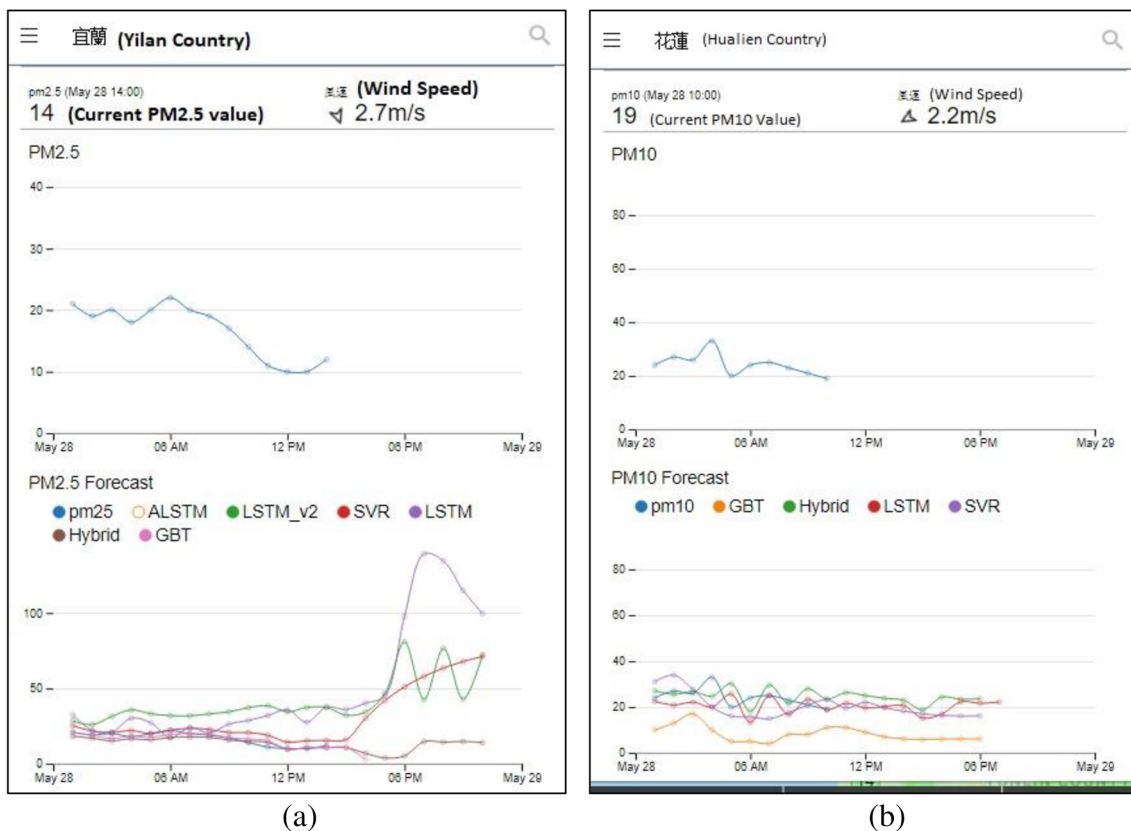 宜蘭 (Yilan Country)
pm2.5 (May 28 14:00)
風速 (Wind Speed)
14 (Current PM2.5 value)
2.7m/s
PM2.5
40
30
20
10
0
May 28 06 AM 12 PM 06 PM May 29
PM2.5 Forecast
pm25 ALSTM LSTM_v2 SVR LSTM
Hybrid GBT
100
50
0
May 28 06 AM 12 PM 06 PM May 29
(a)
花蓮 (Hualien Country)
pm10 (May 28 10:00)
風速 (Wind Speed)
19 (Current PM10 Value)
2.2m/s
PM10
80
60
40
20
0
May 28 06 AM 12 PM 06 PM May 29
PM10 Forecast
pm10 GBT Hybrid LSTM SVR
80
60
40
20
0
May 28 06 AM 12 PM 06 PM May 29
(b)